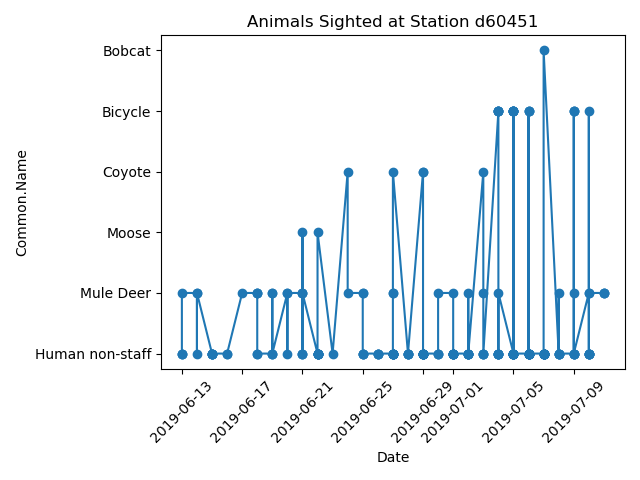 Animals Sighted at Station d60451
Bobcat
Bicycle
Coyote
Moose
Mule Deer
Human non-staff
Common.Name
2019-06-13
2019-06-17
2019-06-21
2019-06-25
2019-06-29
2019-07-01
2019-07-05
2019-07-09
Date